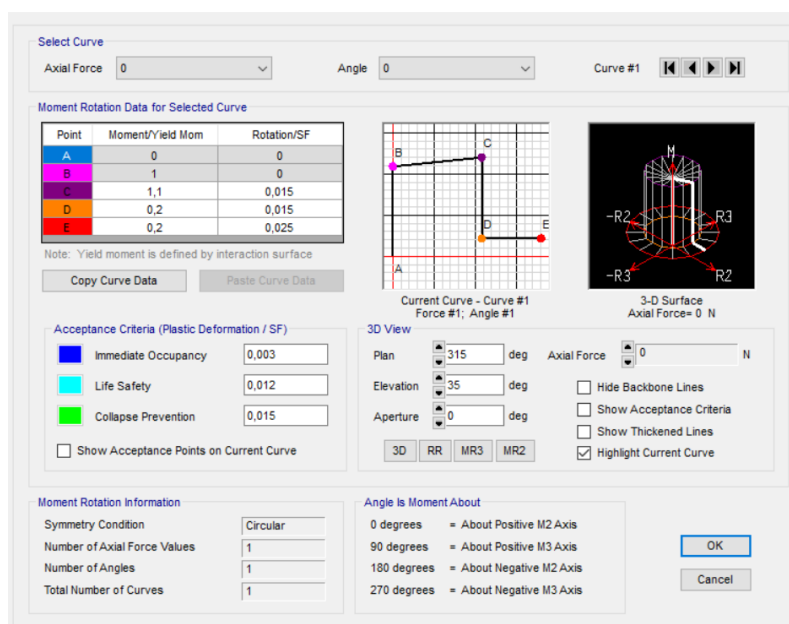 Select Curve
Axial Force 0 Angle 0 Curve #1
Moment Rotation Data for Selected Curve
Point Moment/Yield Mom Rotation/SF
A 0 0
B 1 0
C 1,1 0,015
D 0,2 0,015
E 0,2 0,025
Note: Yield moment is defined by interaction surface
Copy Curve Data Paste Curve Data
B C D E A
Current Curve - Curve #1
Force #1; Angle #1
M
-R2 R3
-R3 R2
3-D Surface
Axial Force= 0 N
Acceptance Criteria (Plastic Deformation / SF)
Immediate Occupancy 0,003
Life Safety 0,012
Collapse Prevention 0,015
Show Acceptance Points on Current Curve
3D View
Plan 315 deg Axial Force 0 N
Elevation 35 deg
Aperture 0 deg
3D RR MR3 MR2
Hide Backbone Lines
Show Acceptance Criteria
Show Thickened Lines
Highlight Current Curve
Moment Rotation Information
Symmetry Condition Circular
Number of Axial Force Values 1
Number of Angles 1
Total Number of Curves 1
Angle Is Moment About
0 degrees = About Positive M2 Axis
90 degrees = About Positive M3 Axis
180 degrees = About Negative M2 Axis
270 degrees = About Negative M3 Axis
OK
Cancel